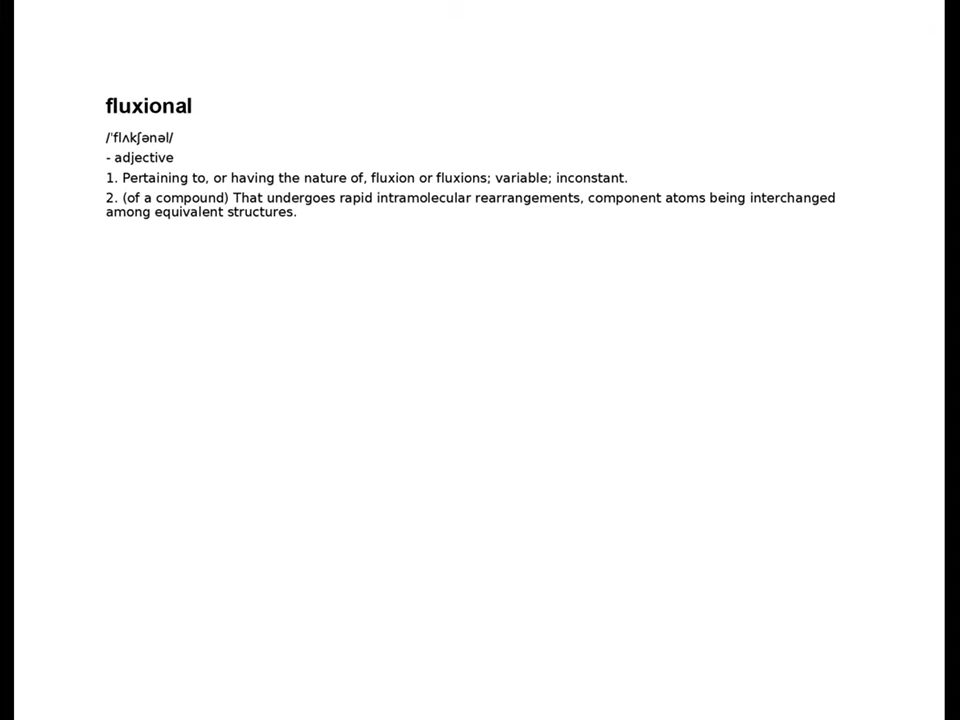 fluxional
/ˈflʌkʃənəl/
- adjective
1. Pertaining to, or having the nature of, fluxion or fluxions; variable; inconstant.
2. (of a compound) That undergoes rapid intramolecular rearrangements, component atoms being interchanged
among equivalent structures.